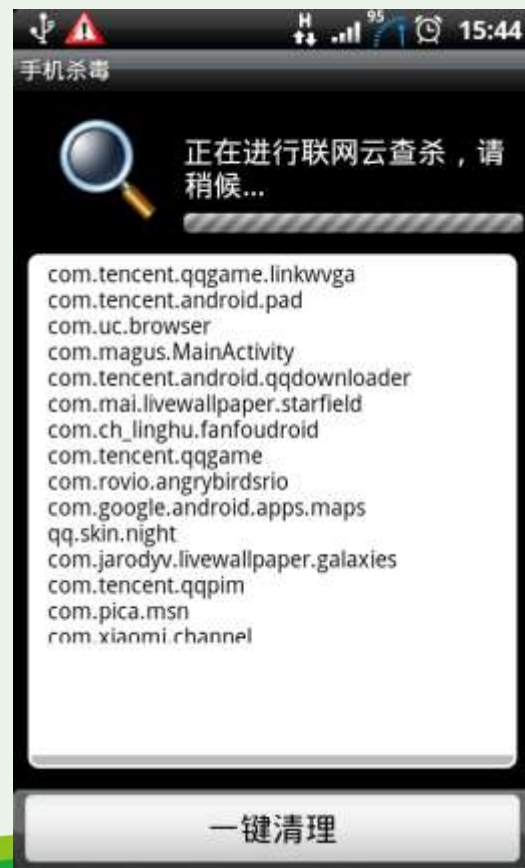 H 95 15:44
手机杀毒
正在进行联网云查杀，请
稍候...
com.tencent.qqgame.linkwvga
com.tencent.android.pad
com.uc.browser
com.magus.MainActivity
com.tencent.android.qqdownloader
com.mai.livewallpaper.starfield
com.ch_linghu.fanfoudroid
com.tencent.qqgame
com.rovio.angrybirdsrio
com.google.android.apps.maps
qq.skin.night
com.jarodyv.livewallpaper.galaxies
com.tencent.qqpim
com.pica.msn
com.xiaomi.channel
一键清理